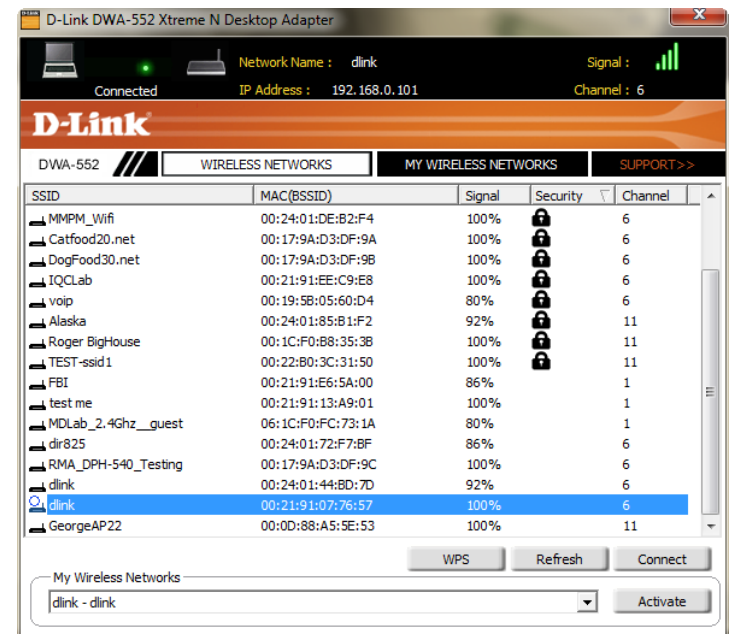 D-Link DWA-552 Xtreme N Desktop Adapter
Network Name : dlink Signal :
Connected IP Address : 192.168.0.101 Channel : 6
D-Link
DWA-552 WIRELESS NETWORKS MY WIRELESS NETWORKS SUPPORT>>
SSID MAC(BSSID) Signal Security Channel
MMPM_Wifi 00:24:01:DE:B2:F4 100% 6
Catfood20.net 00:17:9A:D3:DF:9A 100% 6
DogFood30.net 00:17:9A:D3:DF:9B 100% 6
IQCLab 00:21:91:EE:C9:E8 100% 6
voip 00:19:5B:05:60:D4 80% 6
Alaska 00:24:01:85:B1:F2 92% 11
Roger BigHouse 00:1C:F0:B8:35:3B 100% 11
TEST-ssid1 00:22:B0:3C:31:50 100% 11
FBI 00:21:91:E6:5A:00 86% 1
test me 00:21:91:13:A9:01 100% 1
MDLab_2.4Ghz__guest 06:1C:F0:FC:73:1A 80% 1
dir825 00:24:01:72:F7:BF 86% 6
RMA_DPH-540_Testing 00:17:9A:D3:DF:9C 100% 6
dlink 00:24:01:44:BD:7D 92% 6
dlink 00:21:91:07:76:57 100% 6
GeorgeAP22 00:0D:88:A5:5E:53 100% 11
WPS Refresh Connect
My Wireless Networks
dlink - dlink Activate